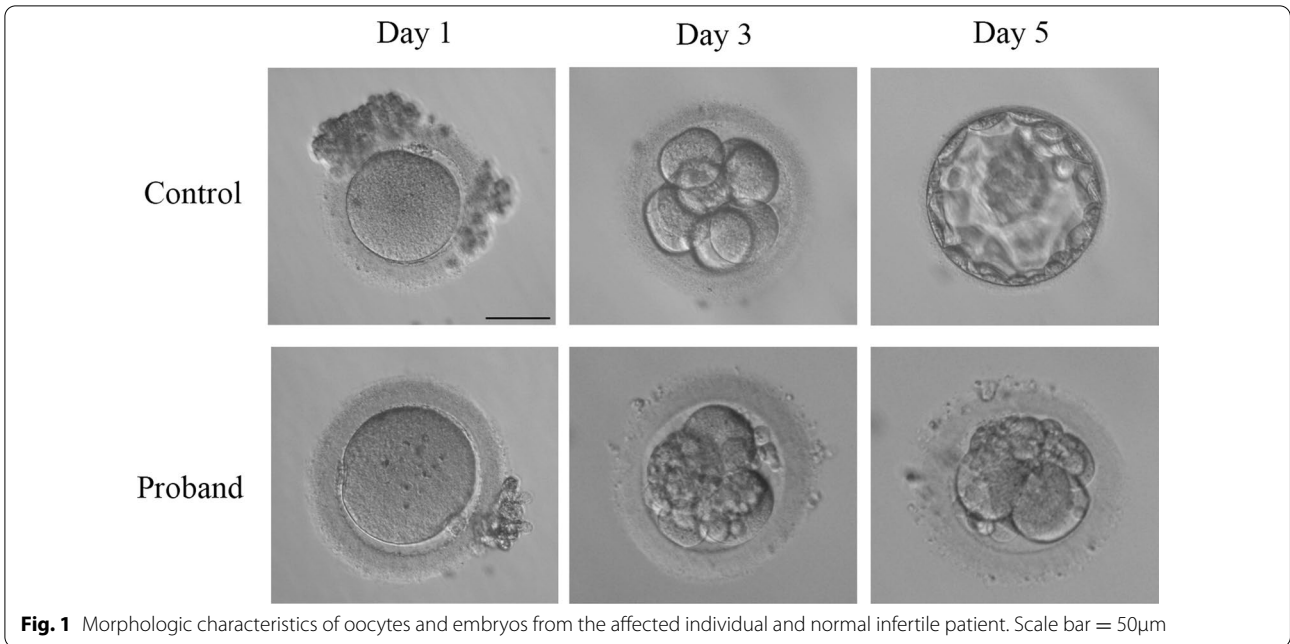 Day 1 Day 3 Day 5
Control
Proband
Fig. 1 Morphologic characteristics of oocytes and embryos from the affected individual and normal infertile patient. Scale bar = 50μm